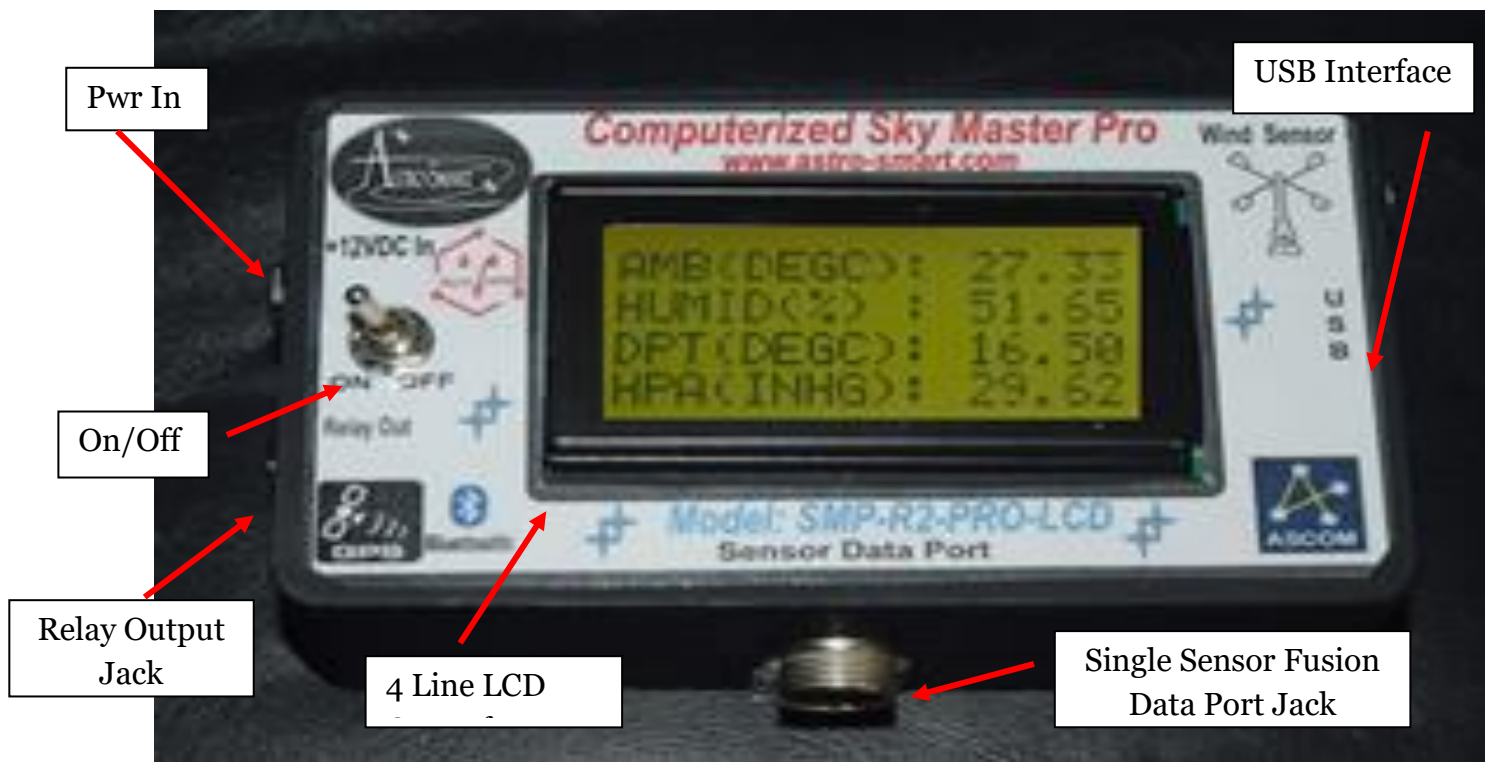 Pwr In
USB Interface
Computerized Sky Master Pro
www.astro-smart.com
Wind Sensor
+12VDC In
AMB(DEGC): 27.33
HUMID(%) : 51.65
DPT(DEGC): 16.50
HPA(INHG): 29.62
USB
ON OFF
On/Off
Relay Out
GPS
Bluetooth
Model: SMP-R2-PRO-LCD
Sensor Data Port
ASCOM
Relay Output
Jack
4 Line LCD
Single Sensor Fusion
Data Port Jack